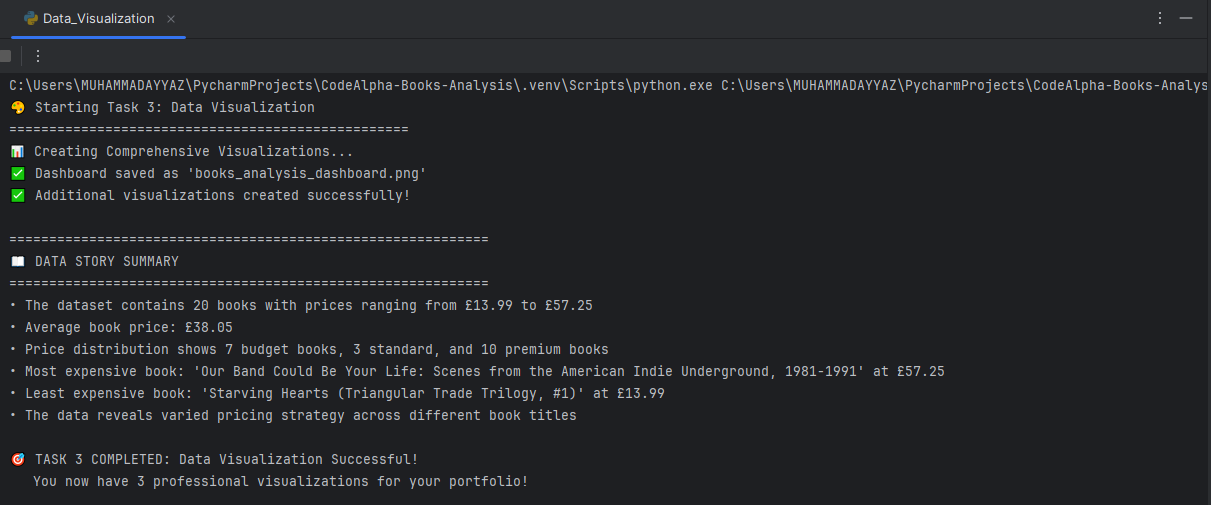 Data_Visualization
C:\Users\MUHAMMADAYYAZ\PycharmProjects\CodeAlpha-Books-Analysis\.venv\Scripts\python.exe C:\Users\MUHAMMADAYYAZ\PycharmProjects\CodeAlpha-Books-Analys
🎨 Starting Task 3: Data Visualization
==================================================
📊 Creating Comprehensive Visualizations...
✅ Dashboard saved as 'books_analysis_dashboard.png'
✅ Additional visualizations created successfully!
============================================================
📖 DATA STORY SUMMARY
============================================================
• The dataset contains 20 books with prices ranging from £13.99 to £57.25
• Average book price: £38.05
• Price distribution shows 7 budget books, 3 standard, and 10 premium books
• Most expensive book: 'Our Band Could Be Your Life: Scenes from the American Indie Underground, 1981-1991' at £57.25
• Least expensive book: 'Starving Hearts (Triangular Trade Trilogy, #1)' at £13.99
• The data reveals varied pricing strategy across different book titles
🎯 TASK 3 COMPLETED: Data Visualization Successful!
You now have 3 professional visualizations for your portfolio!